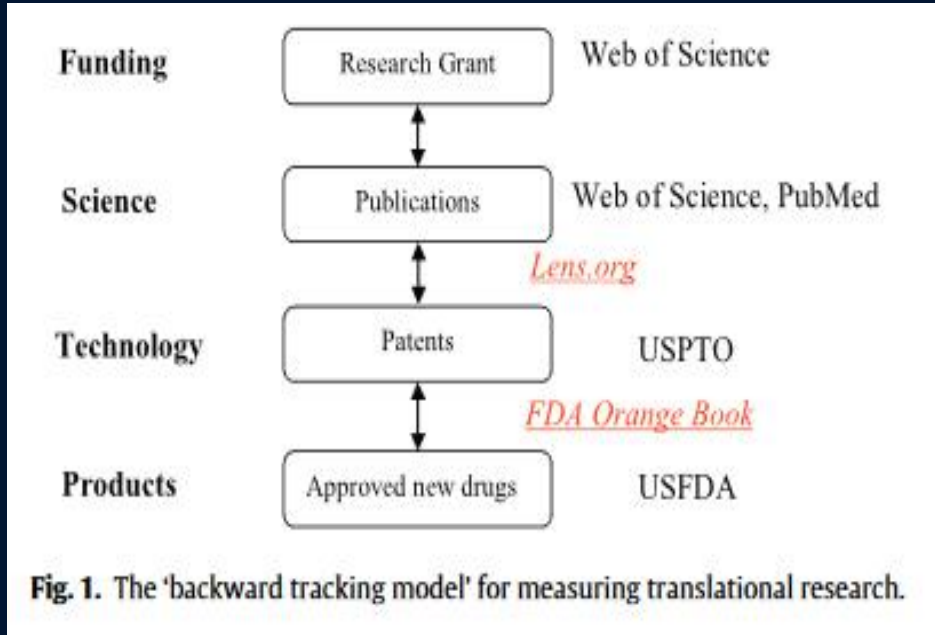 Funding
Research Grant
Web of Science
Science
Publications
Web of Science, PubMed
Lens.org
Technology
Patents
USPTO
FDA Orange Book
Products
Approved new drugs
USFDA
Fig. 1. The 'backward tracking model' for measuring translational research.